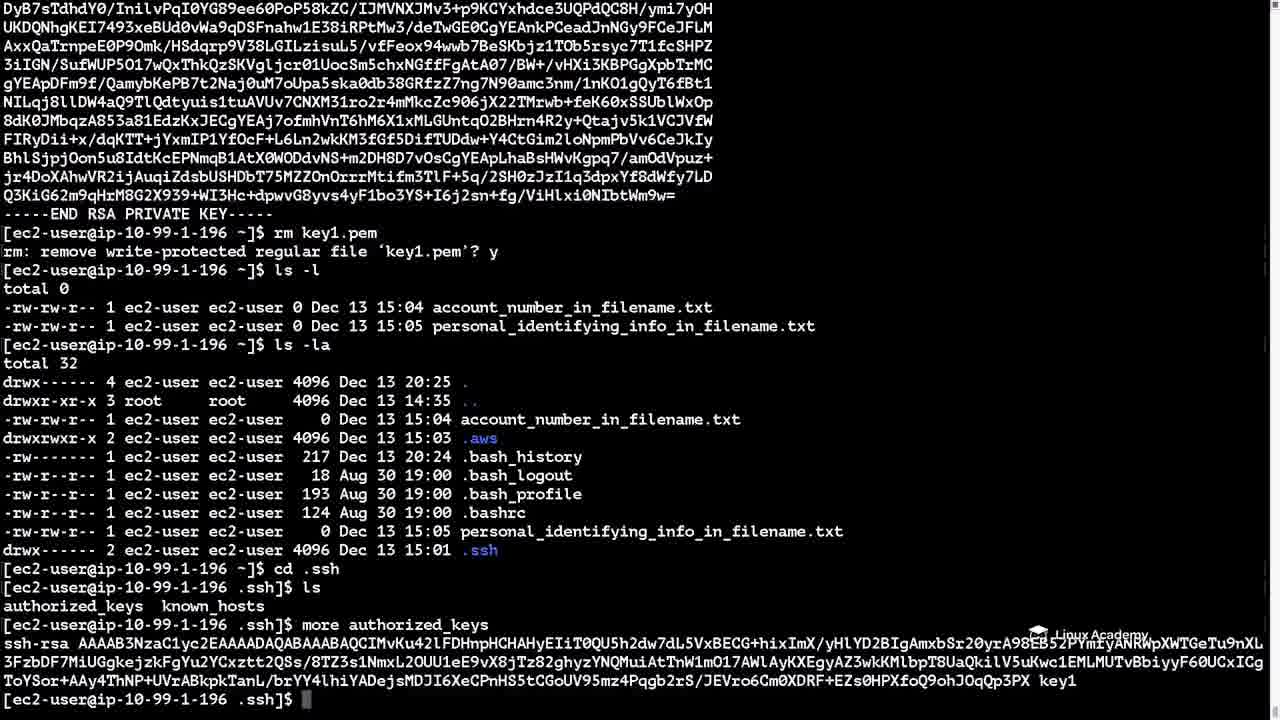 DyB7sTdhdY0/InilvPqI0YG89ee60PoP58kZC/IJMVNXJMv3+p9KCYxhdce3UQPdQC8H/ymi7yOH
UKDQNhgKEI7493xeBUd0vWa9qDSFnahw1E38iRPtMw3/deTwGE0CgYEAnkPCeadJnNGy9FCeJFLM
AxxQaTrnpeE0P9Omk/HSdqrp9V38LGILzisuL5/vfFeox94wwb7BeSKbjz1TOb5rsyc7T1fcSHPZ
3iIGN/SufWUP5O17wQxThkQzSKVgljcr01UocSm5chxNGffFgAtA07/BW+/vHXi3KBPGgXpbTrMC
gYEApDFm9f/QamybKePB7t2Naj0uM7oUpa5ska0db38GRfzZ7ng7N90amc3nm/1nKO1gQyT6fBt1
NILqj8llDW4aQ9TlQdtyuis1tuAVUv7CNXM31ro2r4mMkcZc906jX22TMrwb+feK60xSSUblWxOp
8dK0JMbqzA853a81EdzKxJECgYEAj7ofmhVnT6hM6X1xMLGUntqO2BHrn4R2y+Qtajv5k1VCJVfW
FIRyDii+x/dqKTT+jYxmIP1YfOcF+L6Ln2wkKM3fGf5DifTUDdw+Y4CtGim2loNpmPbVv6CeJkIy
BhlSjpjOon5u8IdtKcEPNmqB1AtX0WODdvNS+m2DH8D7vOsCgYEApLhaBsHWvKgpq7/amOdVpuz+
jr4DoXAhwVR2ijAuqiZdsbUSHDbT75MZZOnOrrrMtifm3TlF+5q/2SH0zJzI1q3dpxYf8dWfy7LD
Q3KiG62m9qHrM8G2X939+WI3Hc+dpwvG8yvs4yF1bo3YS+I6j2sn+fg/ViHlxi0NIbtWm9w=
-----END RSA PRIVATE KEY-----
[ec2-user@ip-10-99-1-196 ~]$ rm key1.pem
rm: remove write-protected regular file ‘key1.pem’? y
[ec2-user@ip-10-99-1-196 ~]$ ls -l
total 0
-rw-rw-r-- 1 ec2-user ec2-user 0 Dec 13 15:04 account_number_in_filename.txt
-rw-rw-r-- 1 ec2-user ec2-user 0 Dec 13 15:05 personal_identifying_info_in_filename.txt
[ec2-user@ip-10-99-1-196 ~]$ ls -la
total 32
drwx------ 4 ec2-user ec2-user 4096 Dec 13 20:25 .
drwxr-xr-x 3 root     root     4096 Dec 13 14:35 ..
-rw-rw-r-- 1 ec2-user ec2-user    0 Dec 13 15:04 account_number_in_filename.txt
drwxrwxr-x 2 ec2-user ec2-user 4096 Dec 13 15:03 .aws
-rw------- 1 ec2-user ec2-user  217 Dec 13 20:24 .bash_history
-rw-r--r-- 1 ec2-user ec2-user   18 Aug 30 19:00 .bash_logout
-rw-r--r-- 1 ec2-user ec2-user  193 Aug 30 19:00 .bash_profile
-rw-r--r-- 1 ec2-user ec2-user  124 Aug 30 19:00 .bashrc
-rw-rw-r-- 1 ec2-user ec2-user    0 Dec 13 15:05 personal_identifying_info_in_filename.txt
drwx------ 2 ec2-user ec2-user 4096 Dec 13 15:01 .ssh
[ec2-user@ip-10-99-1-196 ~]$ cd .ssh
[ec2-user@ip-10-99-1-196 .ssh]$ ls
authorized_keys  known_hosts
[ec2-user@ip-10-99-1-196 .ssh]$ more authorized_keys
Linux Academy
ssh-rsa AAAAB3NzaC1yc2EAAAADAQABAAABAQCIMvKu42lFDHnpHCHAHyEIiT0QU5h2dw7dL5VxBECG+hixImX/yHlYD2BIgAmxbSr20yrA98EB52PYmryANRWpXWTGeTu9nXL
3FzbDF7MiUGgkejzkFgYu2YCxztt2QSs/8TZ3s1NmxL2OUU1eE9vX8jTz82ghyzYNQMuiAtTnW1mO17AWlAyKXEgyAZ3wkKMlbpT8UaQkilV5uKwc1EMLMUTvBbiyyF60UCxICg
ToYSor+AAy4ThNP+UVrABkpkTanL/brYY4lhiYADejsMDJI6XeCPnHS5tCGoUV95mz4Pqgb2rS/JEVro6Cm0XDRF+EZs0HPXfoQ9ohJOqQp3PX key1
[ec2-user@ip-10-99-1-196 .ssh]$